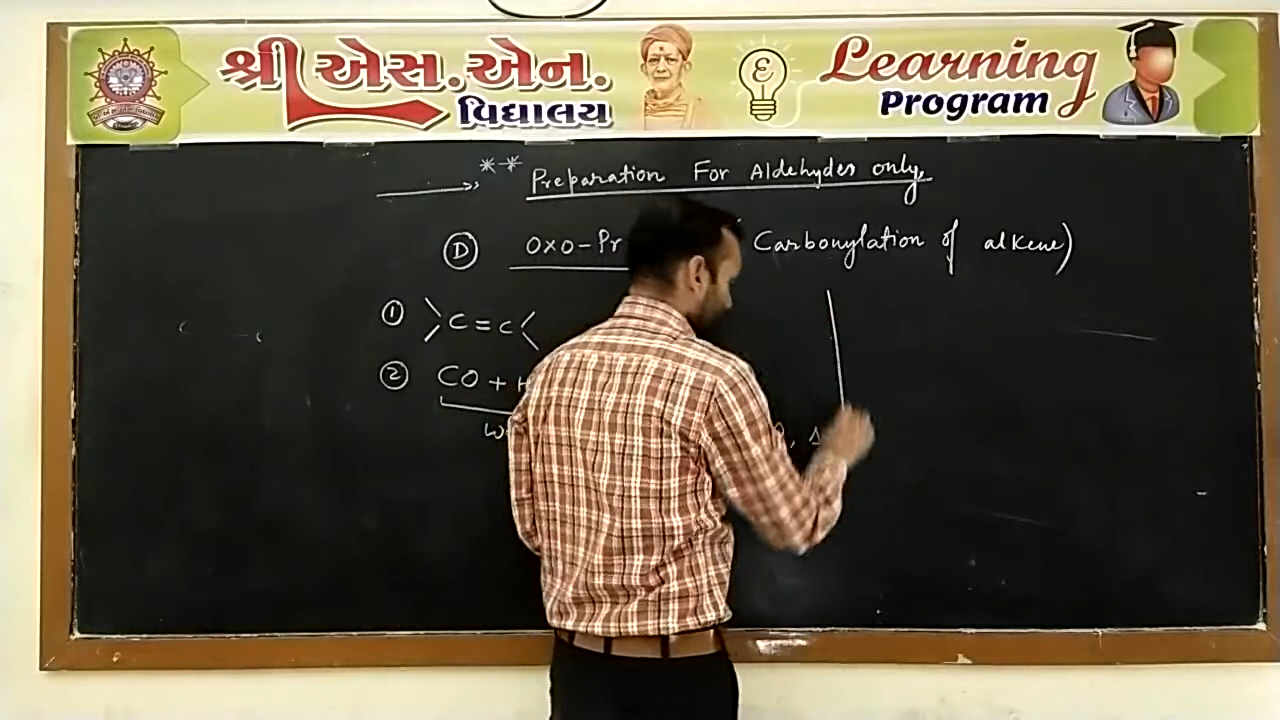 શ્રી એસ.એન. Learning
વિદ્યાલય Program
** Preparation For Aldehydes only,
D OXO-Pr Carbonylation of alkene)
1 >C=C<
2 CO + H
, Δ